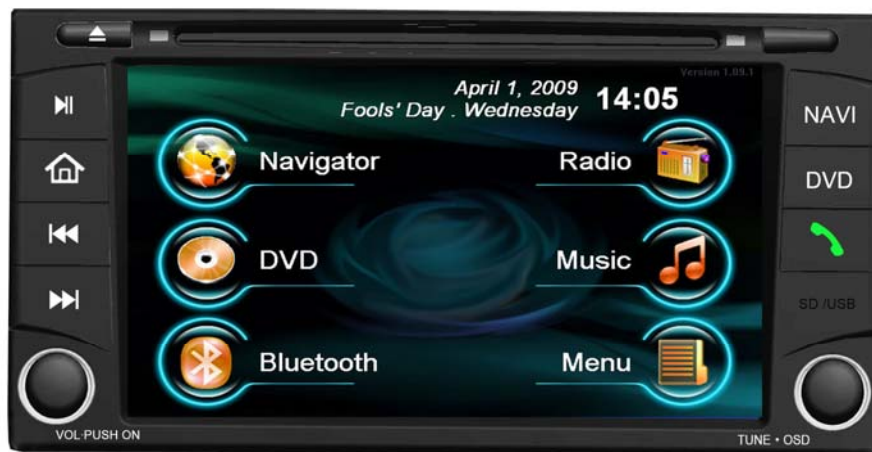 Version 1.09.1
April 1, 2009
Fools' Day . Wednesday
14:05
Navigator
Radio
DVD
Music
Bluetooth
Menu
NAVI
DVD
SD /USB
VOL·PUSH ON
TUNE • OSD